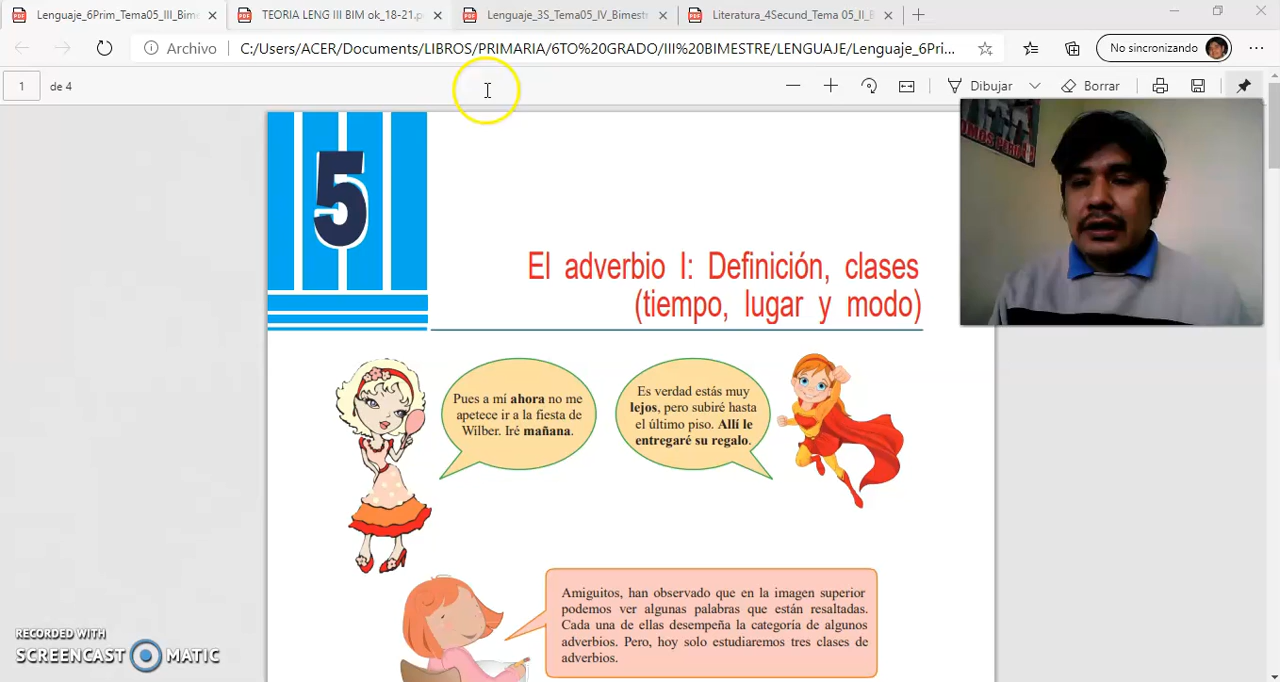 Lenguaje_6Prim_Tema05_III_Bime
TEORIA LENG III BIM ok_18-21.p
Lenguaje_3S_Tema05_IV_Bimestr
Literatura_4Secund_Tema 05_II_B
Archivo
C:/Users/ACER/Documents/LIBROS/PRIMARIA/6TO%20GRADO/III%20BIMESTRE/LENGUAJE/Lenguaje_6Pri...
No sincronizando
1 de 4
Dibujar
Borrar
5
El adverbio I: Definición, clases
(tiempo, lugar y modo)
Pues a mí ahora no me
apetece ir a la fiesta de
Wilber. Iré mañana.
Es verdad estás muy
lejos, pero subiré hasta
el último piso. Allí le
entregaré su regalo.
Amiguitos, han observado que en la imagen superior
podemos ver algunas palabras que están resaltadas.
Cada una de ellas desempeña la categoría de algunos
adverbios. Pero, hoy solo estudiaremos tres clases de
adverbios.
RECORDED WITH
SCREENCAST MATIC